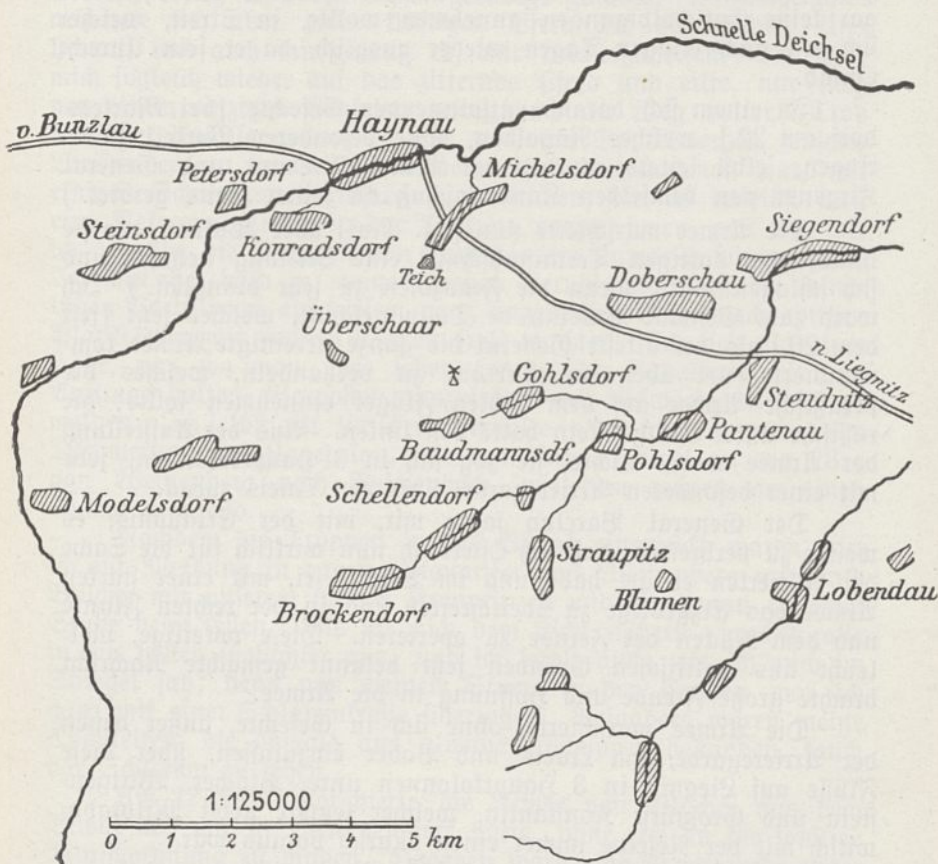 Schnelle Deichsel
v. Bunzlau
Haynau
Petersdorf
Michelsdorf
Steinsdorf
Konradsdorf
Siegendorf
Teich
Doberschau
Überschaar
n. Liegnitz
Gohlsdorf
Steudnitz
Baudmannsdf.
Pantenau
Pohlsdorf
Schellendorf
Modelsdorf
Straupitz
Blumen
Lobendau
Brockendorf
1:125000
0 1 2 3 4 5 km